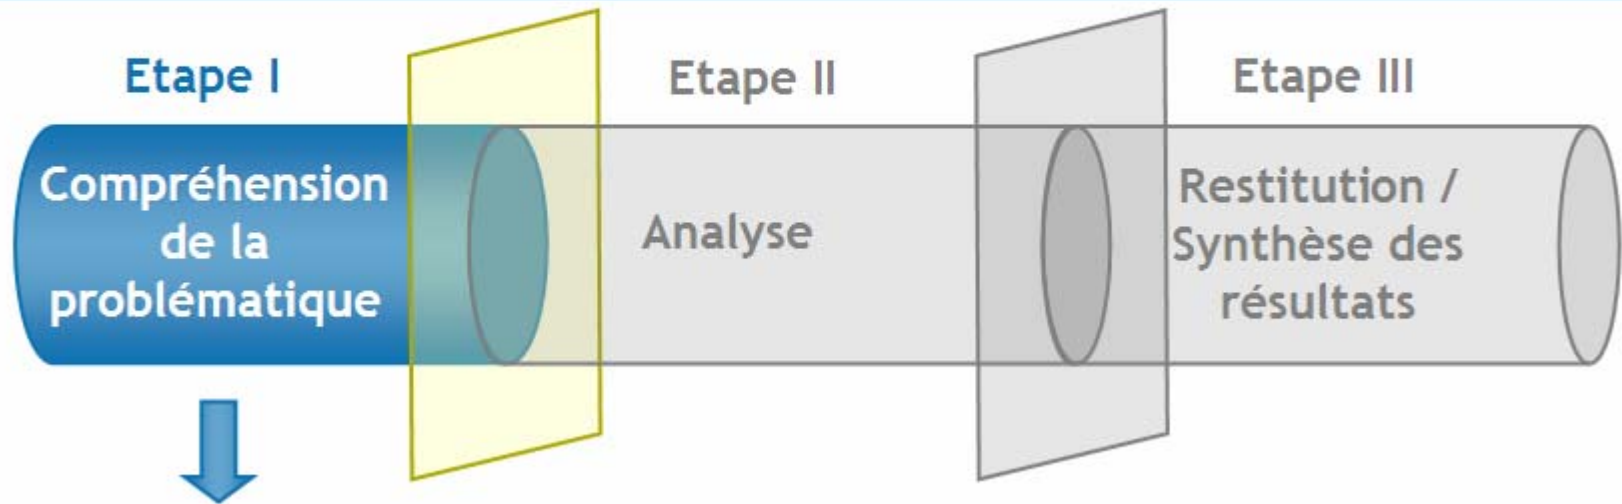 Etape I
Compréhension
de la
problématique
Etape II
Analyse
Etape III
Restitution /
Synthèse des
résultats